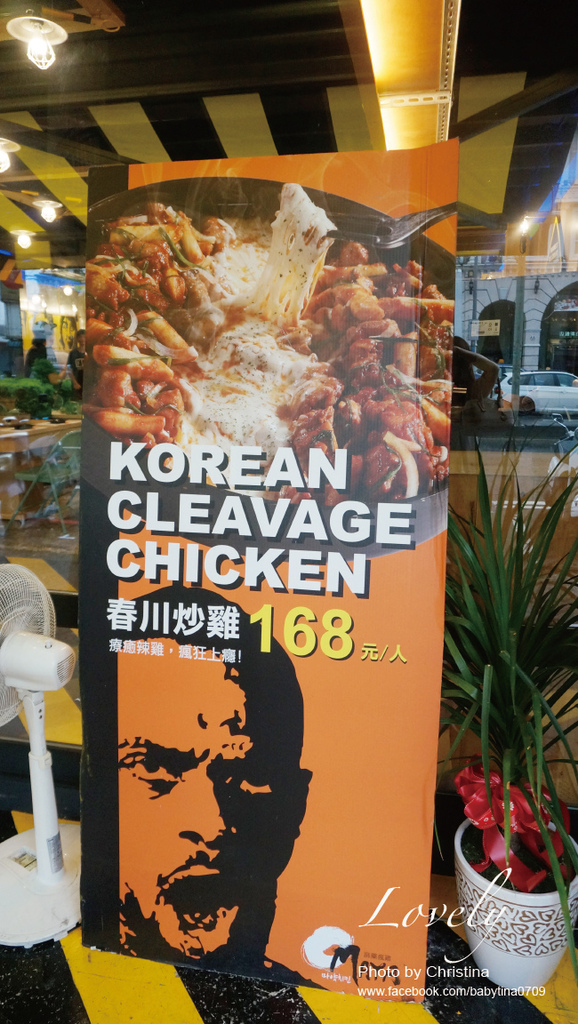 KOREAN
CLEAVAGE
CHICKEN
春川炒雞 168 元/人
療癒辣雞，瘋狂上癮!
Lovely
Photo by Christina
www.facebook.com/babytina0709